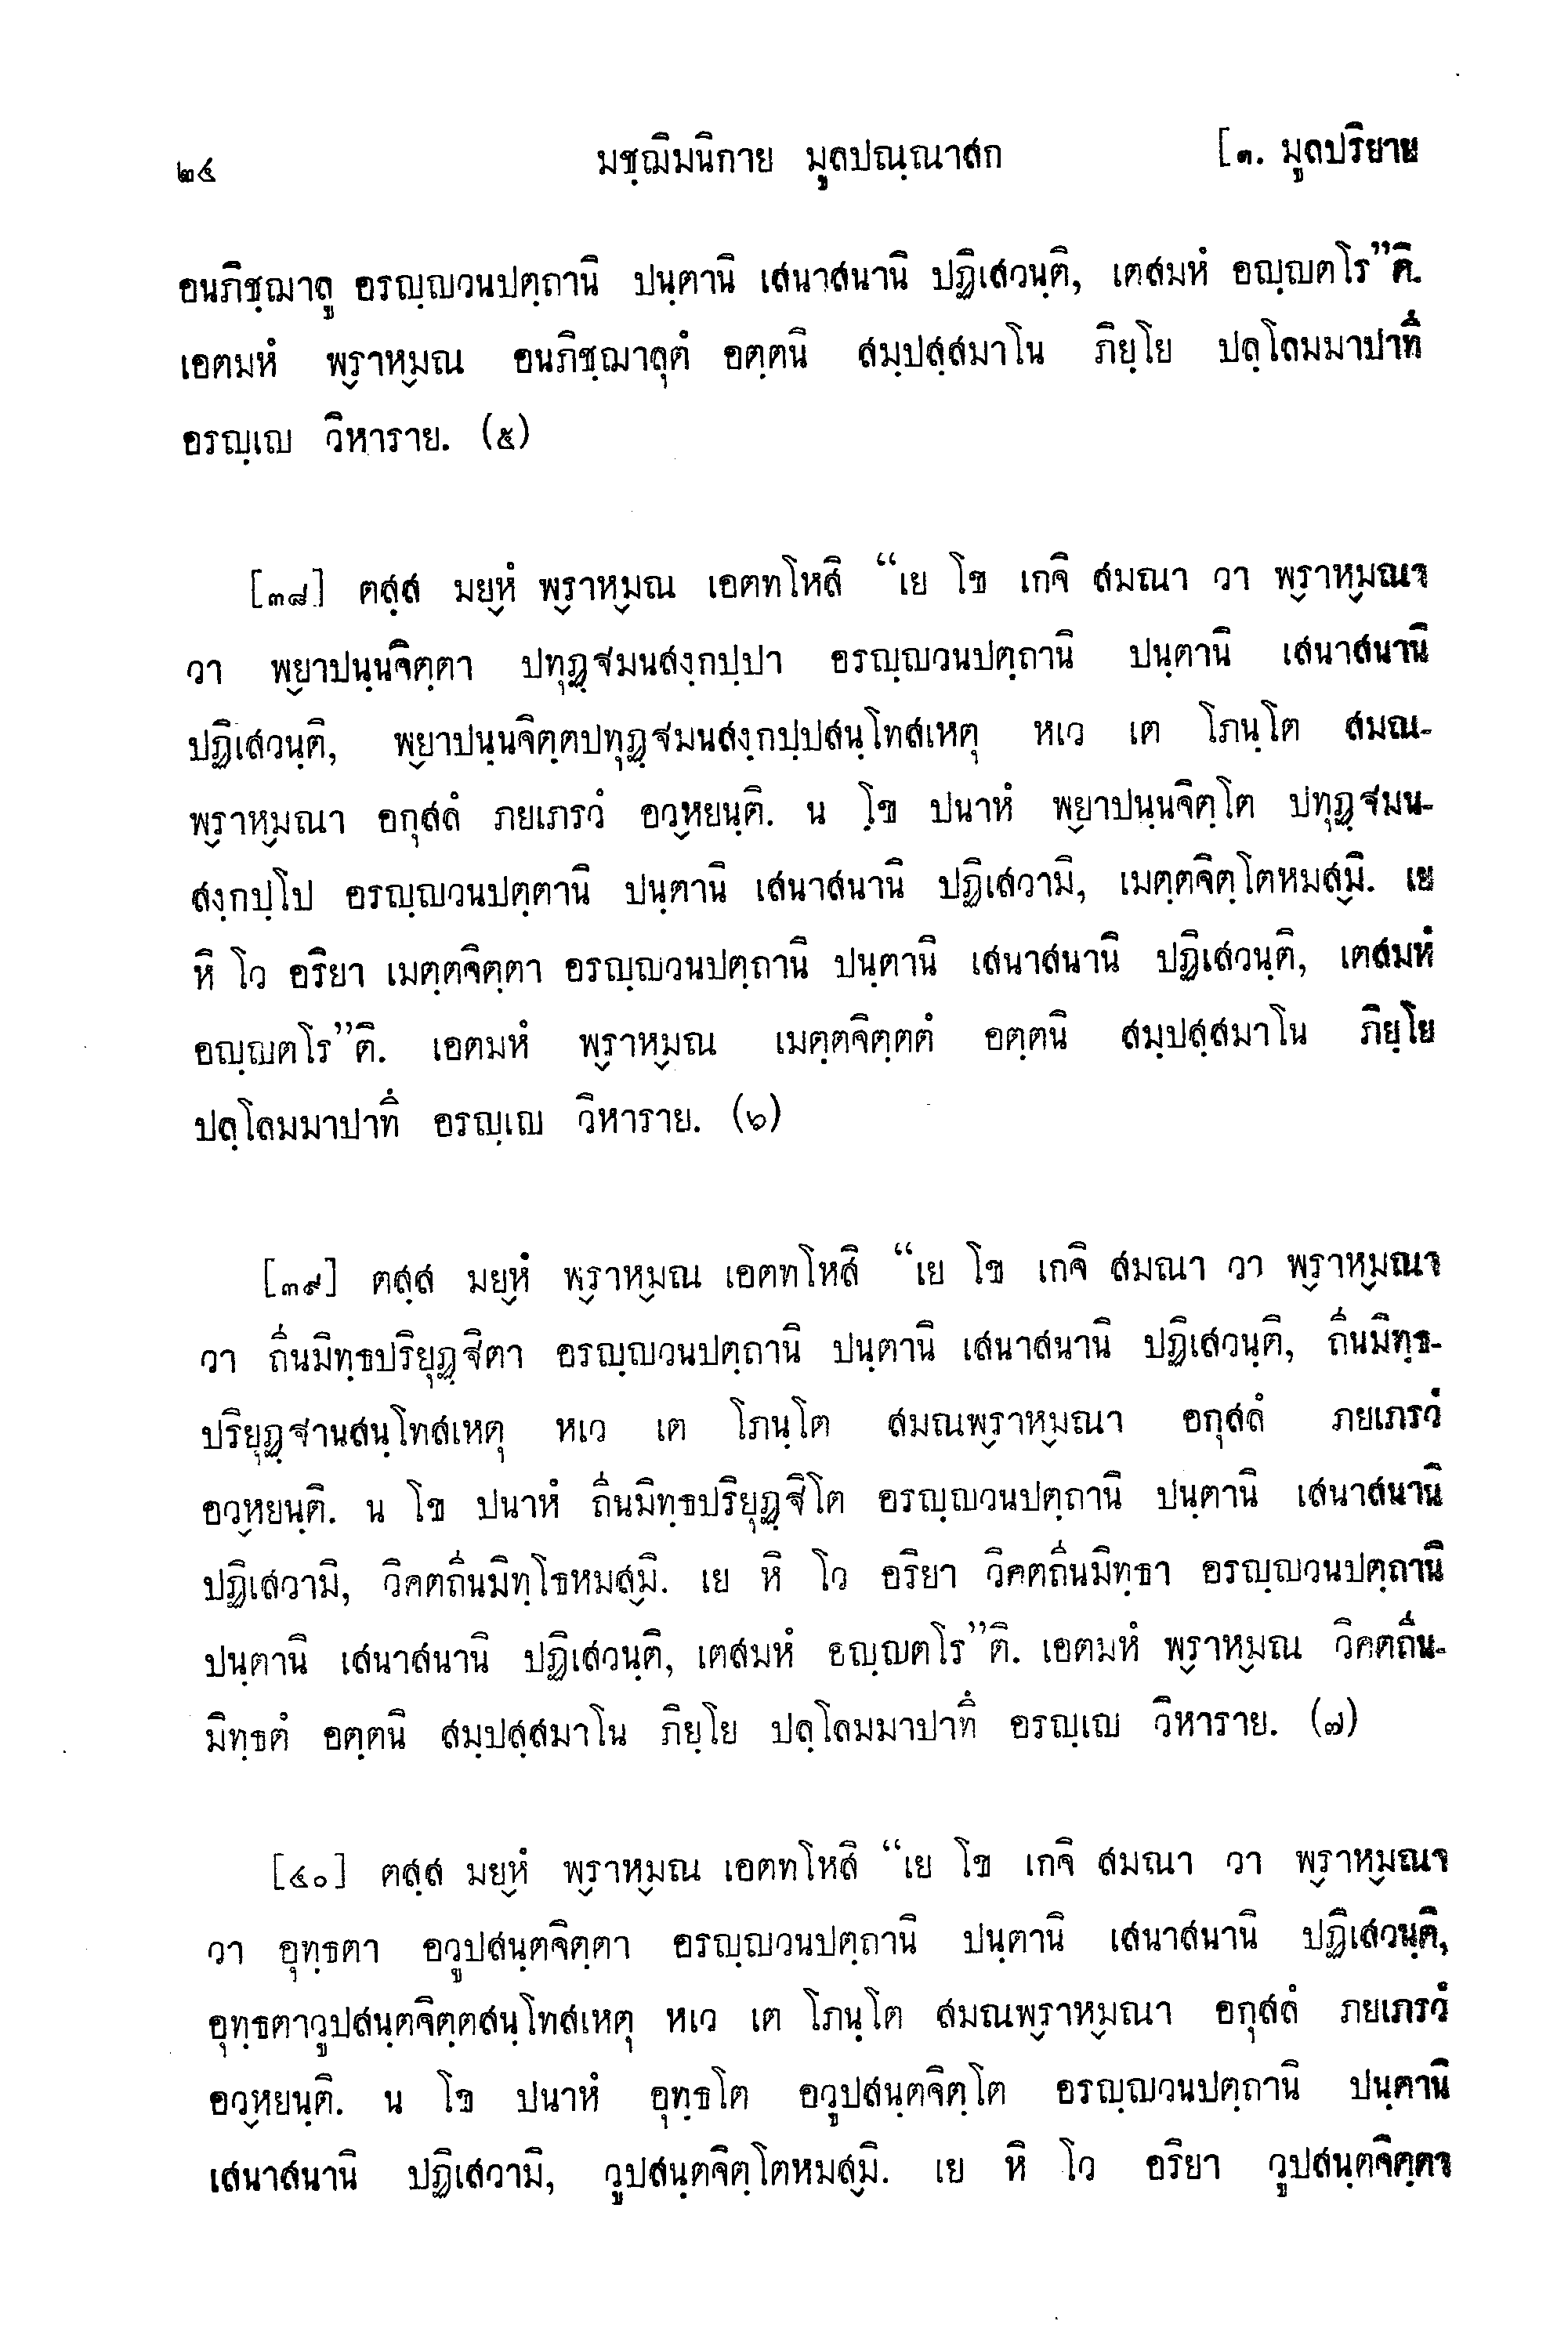 ๒๔ มชฺฌิมนิกาย มูลปณฺณาสก [๑. มูลปริยาย
อนภิชฺฌาลู อรญฺญวนปตฺถานิ ปนฺตานิ เสนาสนานิ ปฏิเสวนฺติ, เตสมหํ อญฺญตโร”ติ.
เอตมหํ พฺราหฺมณ อนภิชฺฌาลุตํ อตฺตนิ สมฺปสฺสมาโน ภิยฺโย ปลฺโลมมาปาทึ
อรญฺเญ วิหาราย. (๕)
[๓๘] ตสฺส มยฺหํ พฺราหฺมณ เอตทโหสิ “เย โข เกจิ สมณา วา พฺราหฺมณา
วา พฺยาปนฺนจิตฺตา ปทุฏฺฐมนสงฺกปฺปา อรญฺญวนปตฺถานิ ปนฺตานิ เสนาสนานิ
ปฏิเสวนฺติ, พฺยาปนฺนจิตฺตปทุฏฺฐมนสงฺกปฺปสนฺโทสเหตุ หเว เต โภนฺโต สมณ-
พฺราหฺมณา อกุสลํ ภยเภรวํ อวฺหยนฺติ. น โข ปนาหํ พฺยาปนฺนจิตฺโต ปทุฏฺฐมน-
สงฺกปฺโป อรญฺญวนปตฺตานิ ปนฺตานิ เสนาสนานิ ปฏิเสวามิ, เมตฺตจิตฺโตหมสฺมิ. เย
หิ โว อริยา เมตฺตจิตฺตา อรญฺญวนปตฺถานิ ปนฺตานิ เสนาสนานิ ปฏิเสวนฺติ, เตสมหํ
อญฺญตโร”ติ. เอตมหํ พฺราหฺมณ เมตฺตจิตฺตตํ อตฺตนิ สมฺปสฺสมาโน ภิยฺโย
ปลฺโลมมาปาทึ อรญฺเญ วิหาราย. (๖)
[๓๙] ตสฺส มยฺหํ พฺราหฺมณ เอตทโหสิ “เย โข เกจิ สมณา วา พฺราหฺมณา
วา ถีนมิทฺธปริยุฏฺฐิตา อรญฺญวนปตฺถานิ ปนฺตานิ เสนาสนานิ ปฏิเสวนฺติ, ถีนมิทฺธ-
ปริยุฏฺฐานสนฺโทสเหตุ หเว เต โภนฺโต สมณพฺราหฺมณา อกุสลํ ภยเภรวํ
อวฺหยนฺติ. น โข ปนาหํ ถีนมิทฺธปริยุฏฺฐิโต อรญฺญวนปตฺถานิ ปนฺตานิ เสนาสนานิ
ปฏิเสวามิ, วิคตถีนมิทฺโธหมสฺมิ. เย หิ โว อริยา วิคตถีนมิทฺธา อรญฺญวนปตฺถานิ
ปนฺตานิ เสนาสนานิ ปฏิเสวนฺติ, เตสมหํ อญฺญตโร”ติ. เอตมหํ พฺราหฺมณ วิคตถีน-
มิทฺธตํ อตฺตนิ สมฺปสฺสมาโน ภิยฺโย ปลฺโลมมาปาทึ อรญฺเญ วิหาราย. (๗)
[๔๐] ตสฺส มยฺหํ พฺราหฺมณ เอตทโหสิ “เย โข เกจิ สมณา วา พฺราหฺมณา
วา อุทฺธตา อวูปสนฺตจิตฺตา อรญฺญวนปตฺถานิ ปนฺตานิ เสนาสนานิ ปฏิเสวนฺติ,
อุทฺธตาวูปสนฺตจิตฺตสนฺโทสเหตุ หเว เต โภนฺโต สมณพฺราหฺมณา อกุสลํ ภยเภรวํ
อวฺหยนฺติ. น โข ปนาหํ อุทฺธโต อวูปสนฺตจิตฺโต อรญฺญวนปตฺถานิ ปนฺตานิ
เสนาสนานิ ปฏิเสวามิ, วูปสนฺตจิตฺโตหมสฺมิ. เย หิ โว อริยา วูปสนฺตจิตฺตา